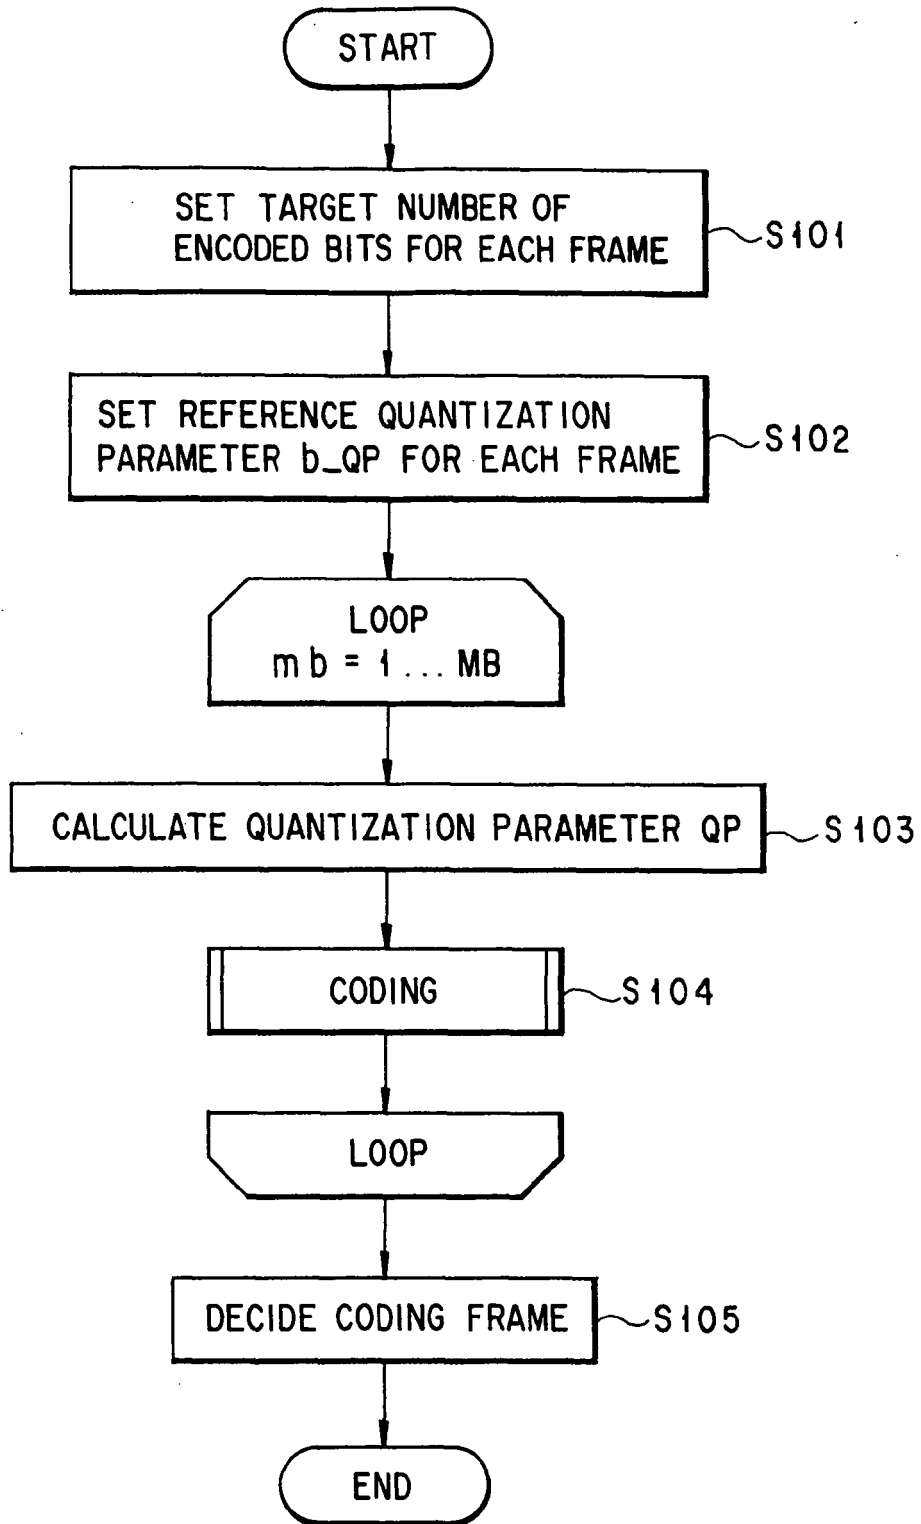 START
SET TARGET NUMBER OF
ENCODED BITS FOR EACH FRAME
S101
SET REFERENCE QUANTIZATION
PARAMETER b_QP FOR EACH FRAME
S102
LOOP
mb = 1 ... MB
CALCULATE QUANTIZATION PARAMETER QP
S103
CODING
S104
LOOP
DECIDE CODING FRAME
S105
END